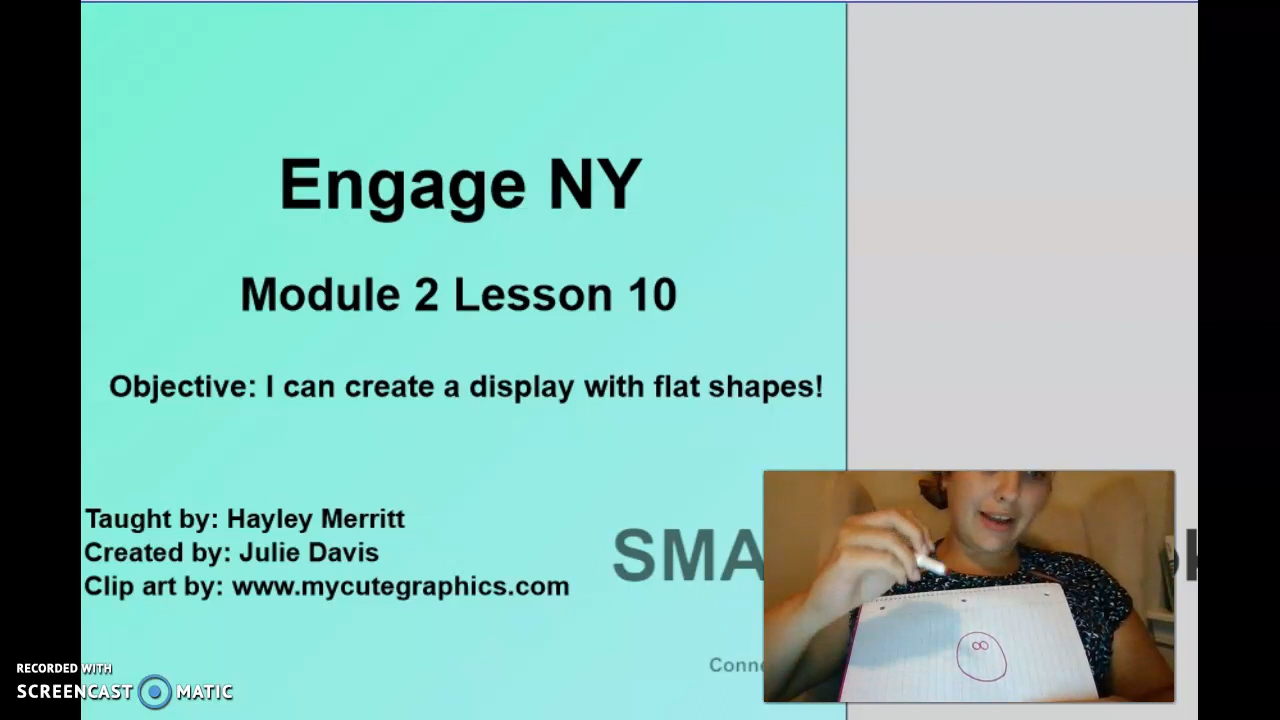 Engage NY
Module 2 Lesson 10
Objective: I can create a display with flat shapes!
Taught by: Hayley Merritt
Created by: Julie Davis
Clip art by: www.mycutegraphics.com
RECORDED WITH
SCREENCAST MATIC